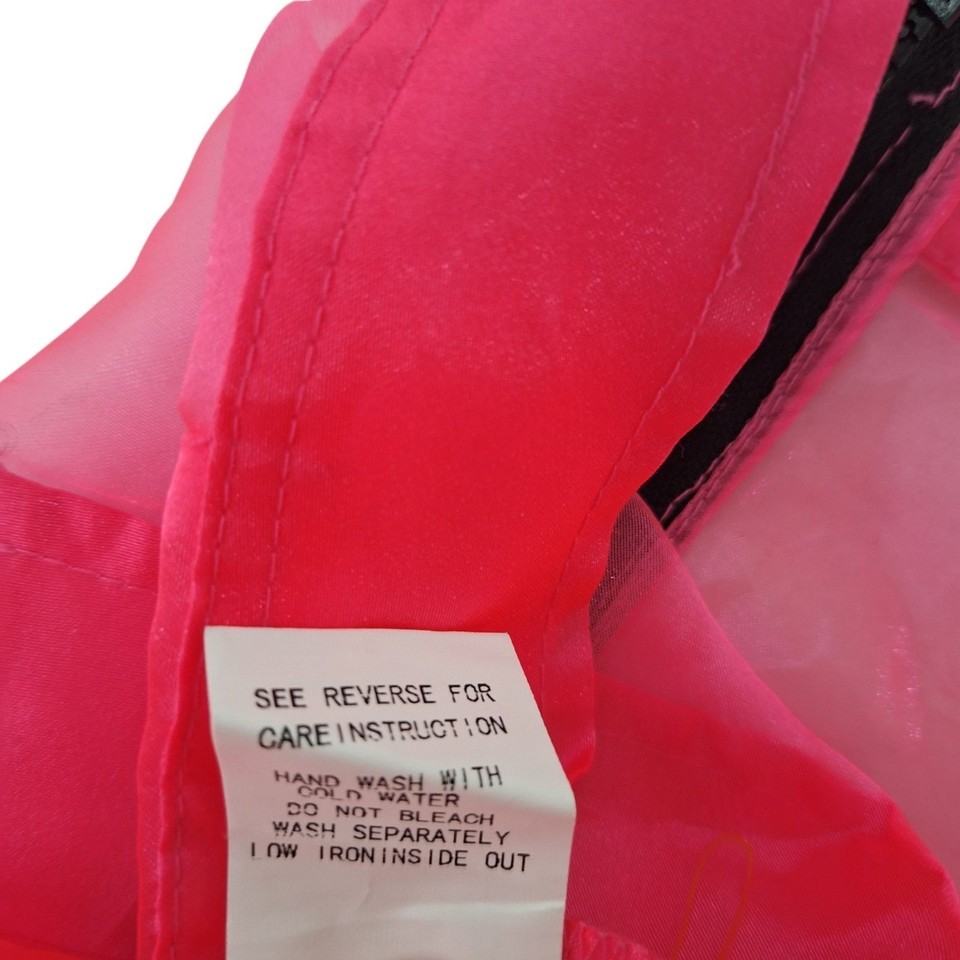 SEE REVERSE FOR
CAREINSTRUCTION
HAND WASH WITH
COLD WATER
DO NOT BLEACH
WASH SEPARATELY
LOW IRONINSIDE OUT